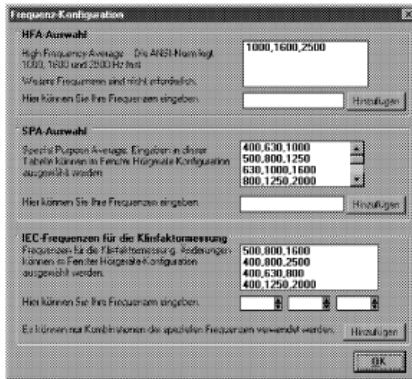 Frequenz-Konfiguration
HFA-Auswahl
High Frequency Average. Die ANSI-Norm legt
1000, 1600 und 2500 Hz fest.
Weitere Frequenzen sind nicht erforderlich.
1000,1600,2500
Hier können Sie Ihre Frequenzen eingeben.
Hinzufügen
SPA-Auswahl
Special Purpose Average. Eingaben in dieser
Tabelle können im Fenster Hörgeräte Konfiguration
ausgewählt werden.
400,630,1000
500,800,1250
630,1000,1600
800,1250,2000
Hier können Sie Ihre Frequenzen eingeben.
Hinzufügen
IEC-Frequenzen für die Klirrfaktormessung
Frequenzen für die Klirrfaktormessung. Änderungen
können im Fenster Hörgeräte-Konfiguration
ausgewählt werden.
500,800,1600
400,800,2500
400,630,800
400,1250,2000
Hier können Sie Ihre Frequenzen eingeben.
Es können nur Kombinationen der speziellen Frequenzen verwendet werden.
Hinzufügen
OK